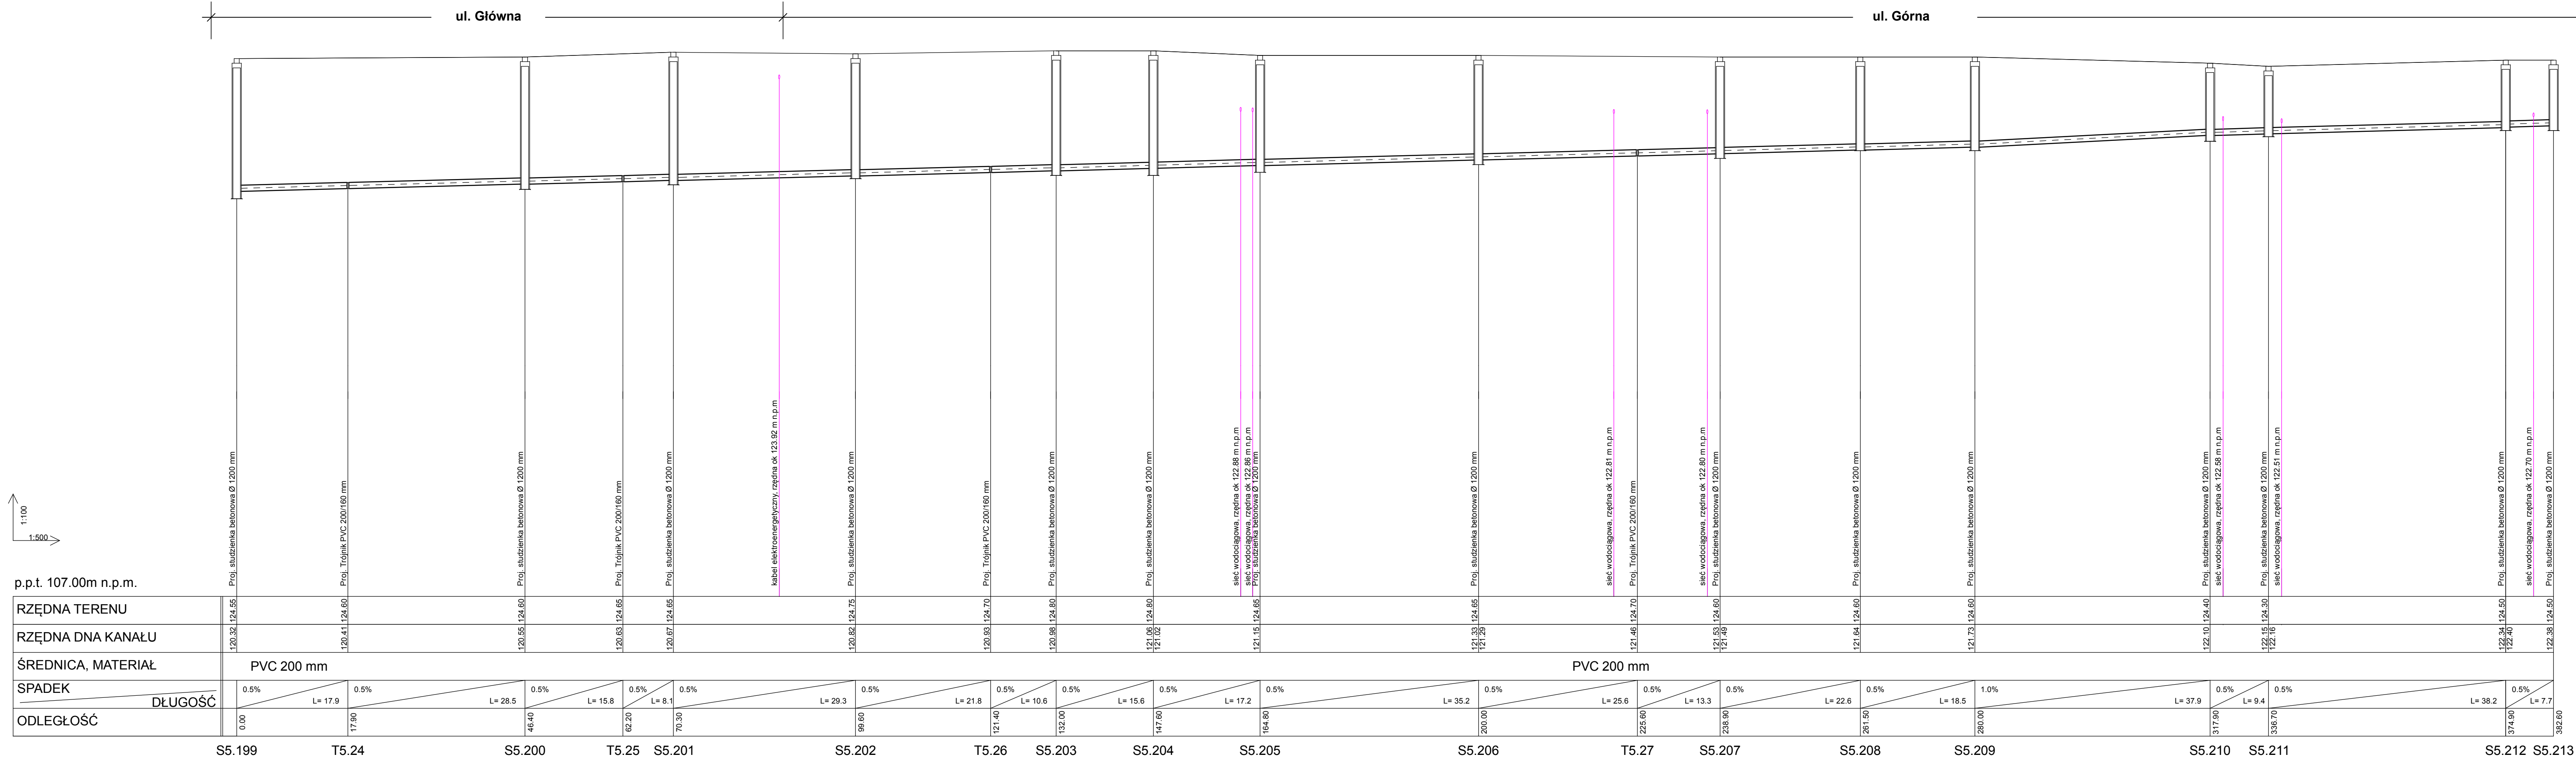 ul. Główna
ul. Górna
Proj. studzienka betonowa Ø 1200 mm
Proj. Trójnik PVC 200/160 mm
Proj. studzienka betonowa Ø 1200 mm
Proj. Trójnik PVC 200/160 mm
Proj. studzienka betonowa Ø 1200 mm
kabel elektroenergetyczny, rzędna ok 123.92 m n.p.m
Proj. studzienka betonowa Ø 1200 mm
Proj. Trójnik PVC 200/160 mm
Proj. studzienka betonowa Ø 1200 mm
Proj. studzienka betonowa Ø 1200 mm
sieć wodociągowa, rzędna ok 122.88 m n.p.m
sieć wodociągowa, rzędna ok 122.86 m n.p.m
Proj. studzienka betonowa Ø 1200 mm
Proj. studzienka betonowa Ø 1200 mm
sieć wodociągowa, rzędna ok 122.81 m n.p.m
Proj. Trójnik PVC 200/160 mm
sieć wodociągowa, rzędna ok 122.80 m n.p.m
Proj. studzienka betonowa Ø 1200 mm
Proj. studzienka betonowa Ø 1200 mm
Proj. studzienka betonowa Ø 1200 mm
Proj. studzienka betonowa Ø 1200 mm
sieć wodociągowa, rzędna ok 122.58 m n.p.m
Proj. studzienka betonowa Ø 1200 mm
sieć wodociągowa, rzędna ok 122.51 m n.p.m
Proj. studzienka betonowa Ø 1200 mm
sieć wodociągowa, rzędna ok 122.70 m n.p.m
Proj. studzienka betonowa Ø 1200 mm
1:100
1:500
p.p.t. 107.00m n.p.m.
RZĘDNA TERENU 124.55 124.60 124.60 124.65 124.65 124.75 124.70 124.80 124.80 124.65 124.65 124.70 124.60 124.60 124.60 124.40 124.30 124.50 124.50
RZĘDNA DNA KANAŁU 120.32 120.41 120.55 120.63 120.67 120.82 120.93 120.98 121.06 121.02 121.15 121.33 121.29 121.46 121.53 121.49 121.64 121.73 122.10 122.15 122.16 122.34 122.40 122.38
ŚREDNICA, MATERIAŁ PVC 200 mm PVC 200 mm
SPADEK 0.5% 0.5% 0.5% 0.5% 0.5% 0.5% 0.5% 0.5% 0.5% 0.5% 0.5% 0.5% 0.5% 0.5% 1.0% 0.5% 0.5% 0.5%
DŁUGOŚĆ L= 17.9 L= 28.5 L= 15.8 L= 8.1 L= 29.3 L= 21.8 L= 10.6 L= 15.6 L= 17.2 L= 35.2 L= 25.6 L= 13.3 L= 22.6 L= 18.5 L= 37.9 L= 9.4 L= 38.2 L= 7.7
ODLEGŁOŚĆ 0.00 17.90 46.40 62.20 70.30 99.60 121.40 132.00 147.60 164.80 200.00 225.60 238.90 261.50 280.00 317.90 336.70 374.90 382.60
S5.199 T5.24 S5.200 T5.25 S5.201 S5.202 T5.26 S5.203 S5.204 S5.205 S5.206 T5.27 S5.207 S5.208 S5.209 S5.210 S5.211 S5.212 S5.213